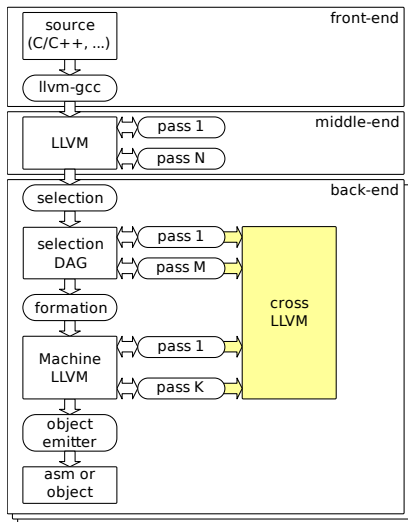 front-end
source
(C/C++, ...)
llvm-gcc
middle-end
LLVM
pass 1
pass N
back-end
selection
selection
DAG
pass 1
pass M
formation
cross
LLVM
Machine
LLVM
pass 1
pass K
object
emitter
asm or
object